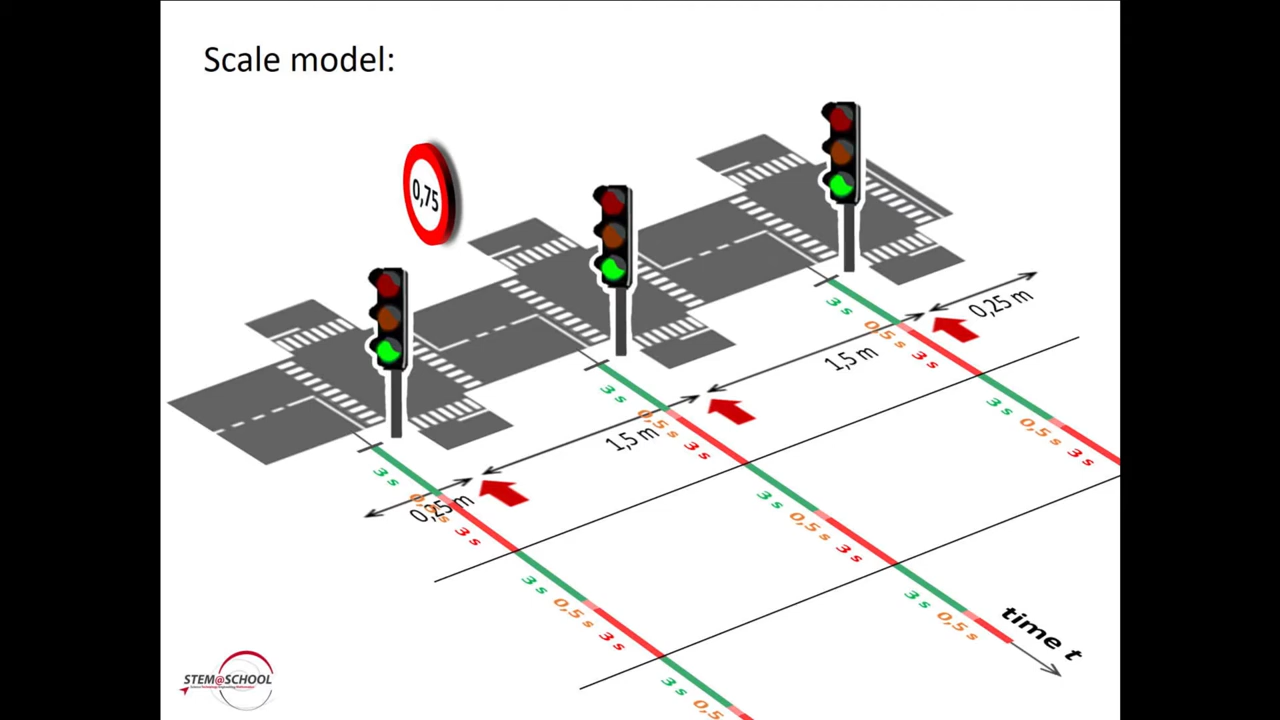 Scale model:
0,75
3 s
0,5 s
3 s
0,25 m
1,5 m
3 s
0,5 s
3 s
1,5 m
3 s
0,5 s
3 s
0,25 m
3 s 0,5 s 3 s
3 s 0,5 s 3 s
3 s 0,5 s 3 s
3 s 0,5 s
3 s 0,5
time t
STEM@SCHOOL